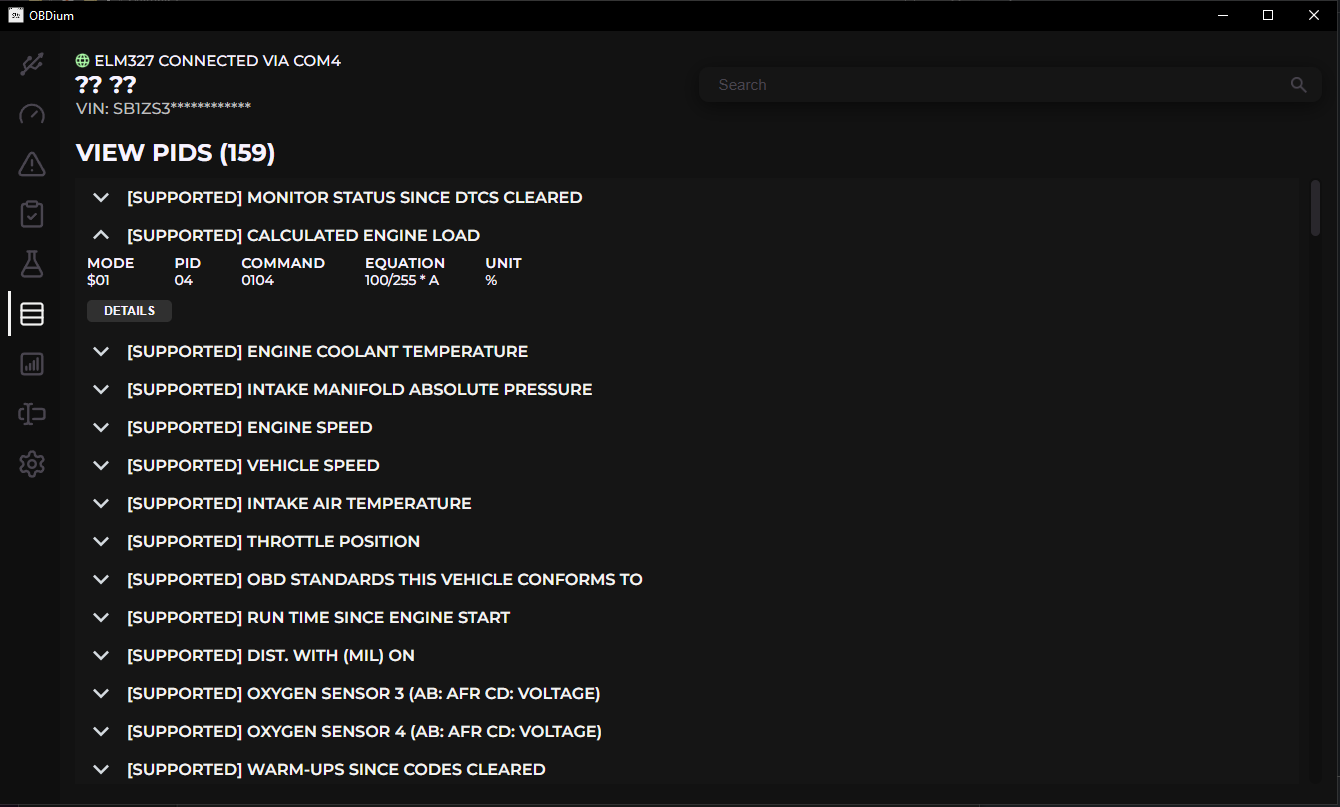 OBDium
ELM327 CONNECTED VIA COM4
?? ??
VIN: SB1ZS3************
Search
VIEW PIDS (159)
[SUPPORTED] MONITOR STATUS SINCE DTCS CLEARED
[SUPPORTED] CALCULATED ENGINE LOAD
MODE PID COMMAND EQUATION UNIT
$01 04 0104 100/255 * A %
DETAILS
[SUPPORTED] ENGINE COOLANT TEMPERATURE
[SUPPORTED] INTAKE MANIFOLD ABSOLUTE PRESSURE
[SUPPORTED] ENGINE SPEED
[SUPPORTED] VEHICLE SPEED
[SUPPORTED] INTAKE AIR TEMPERATURE
[SUPPORTED] THROTTLE POSITION
[SUPPORTED] OBD STANDARDS THIS VEHICLE CONFORMS TO
[SUPPORTED] RUN TIME SINCE ENGINE START
[SUPPORTED] DIST. WITH (MIL) ON
[SUPPORTED] OXYGEN SENSOR 3 (AB: AFR CD: VOLTAGE)
[SUPPORTED] OXYGEN SENSOR 4 (AB: AFR CD: VOLTAGE)
[SUPPORTED] WARM-UPS SINCE CODES CLEARED